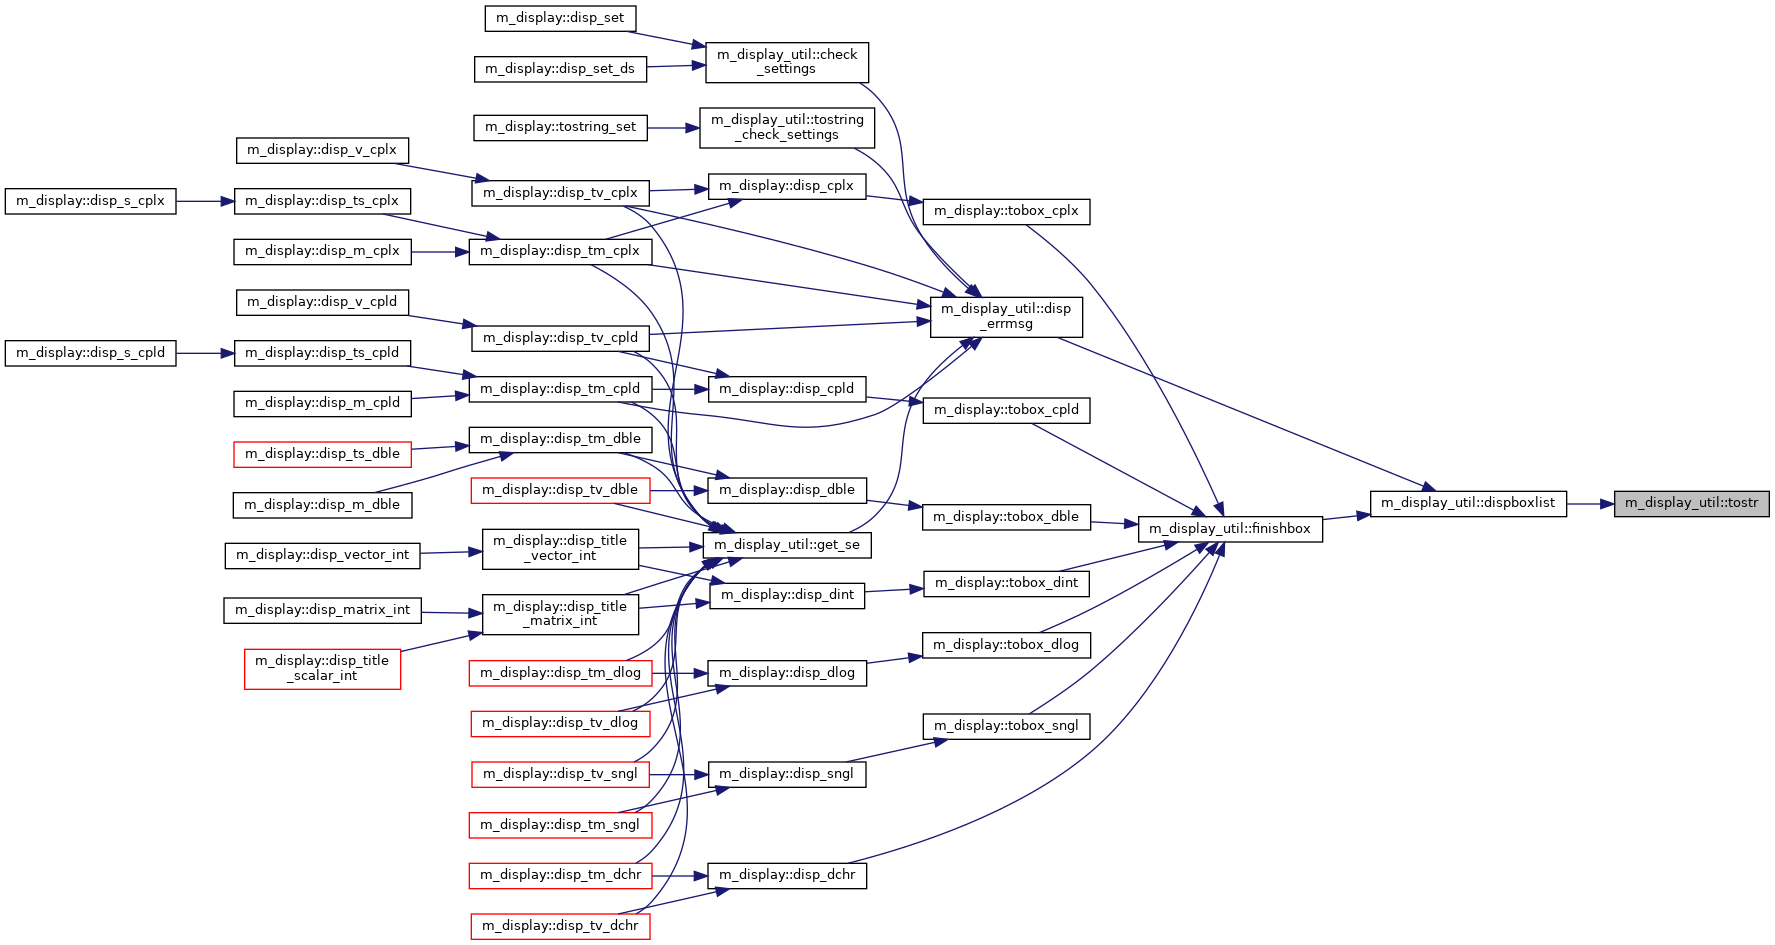 m_display::disp_set
m_display_util::check
_settings
m_display::disp_set_ds
m_display_util::tostring
_check_settings
m_display::tostring_set
m_display::disp_v_cplx
m_display::disp_tv_cplx
m_display::disp_cplx
m_display::disp_s_cplx
m_display::disp_ts_cplx
m_display::tobox_cplx
m_display::disp_m_cplx
m_display::disp_tm_cplx
m_display::disp_v_cpld
m_display_util::disp
_errmsg
m_display::disp_tv_cpld
m_display::disp_s_cpld
m_display::disp_ts_cpld
m_display::disp_tm_cpld
m_display::disp_cpld
m_display::disp_m_cpld
m_display::tobox_cpld
m_display::disp_tm_dble
m_display::disp_ts_dble
m_display::disp_tv_dble
m_display::disp_dble
m_display::disp_m_dble
m_display_util::dispboxlist
m_display_util::tostr
m_display::tobox_dble
m_display_util::finishbox
m_display::disp_title
_vector_int
m_display_util::get_se
m_display::disp_vector_int
m_display::tobox_dint
m_display::disp_dint
m_display::disp_matrix_int
m_display::disp_title
_matrix_int
m_display::tobox_dlog
m_display::disp_title
_scalar_int
m_display::disp_tm_dlog
m_display::disp_dlog
m_display::disp_tv_dlog
m_display::tobox_sngl
m_display::disp_tv_sngl
m_display::disp_sngl
m_display::disp_tm_sngl
m_display::disp_tm_dchr
m_display::disp_dchr
m_display::disp_tv_dchr